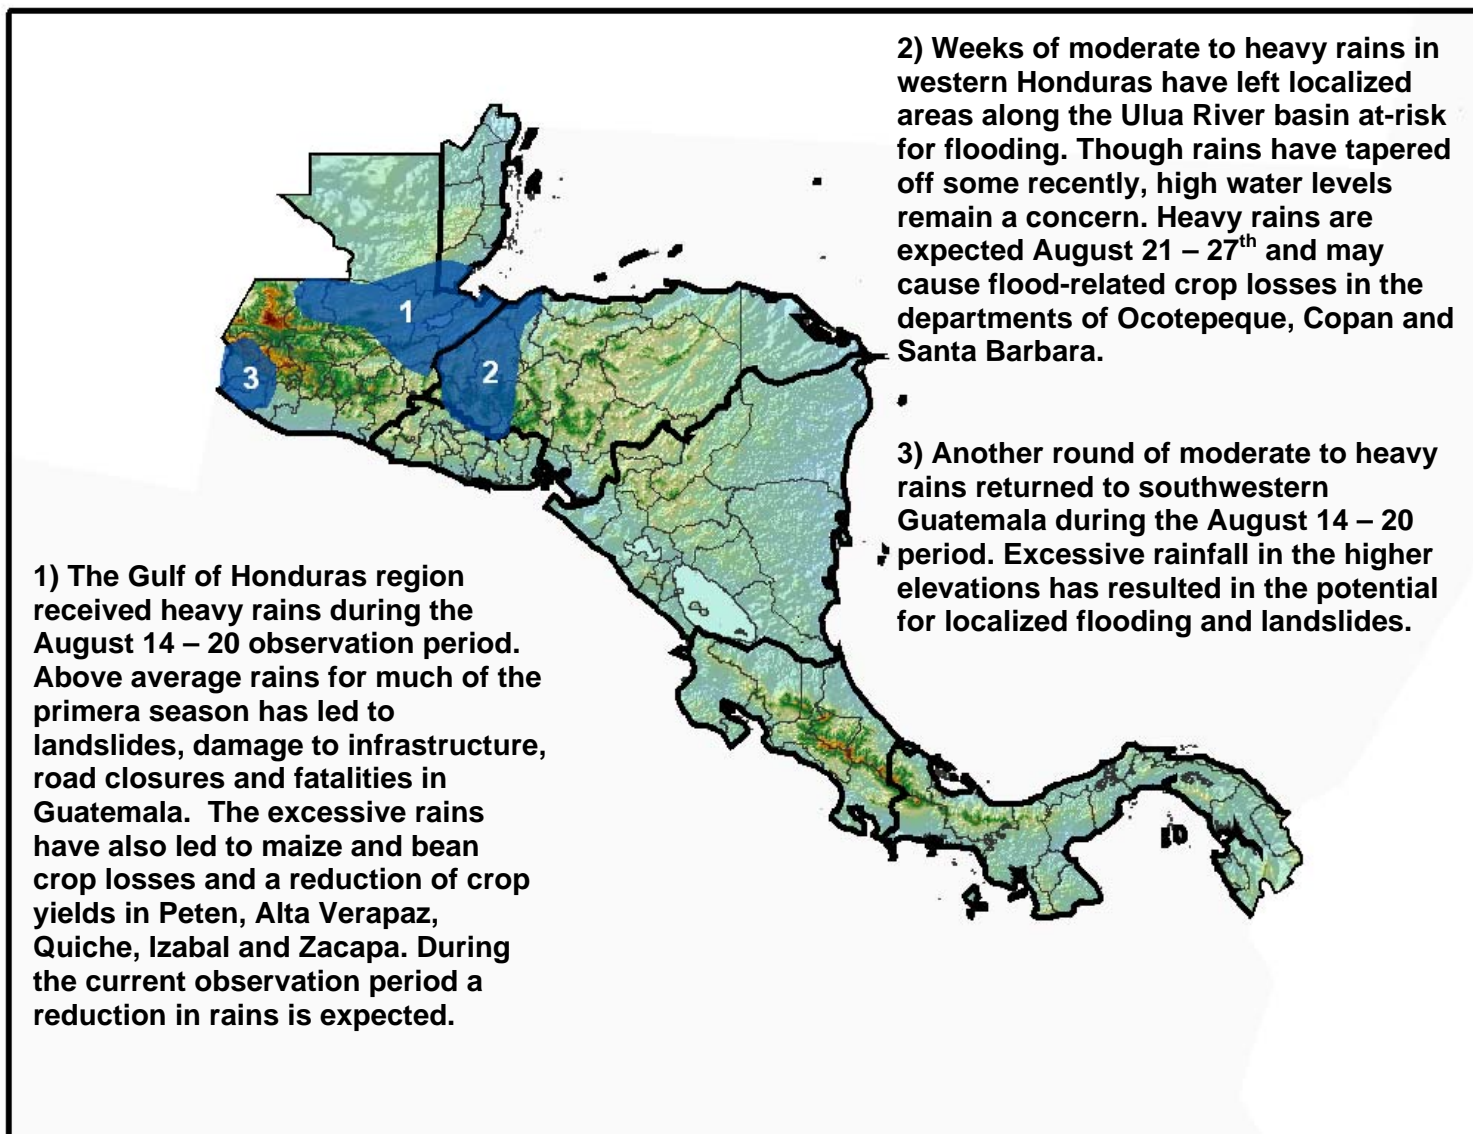 2) Weeks of moderate to heavy rains in
western Honduras have left localized
areas along the Ulua River basin at-risk
for flooding. Though rains have tapered
off some recently, high water levels
remain a concern. Heavy rains are
expected August 21 – 27th and may
cause flood-related crop losses in the
departments of Ocotepeque, Copan and
Santa Barbara.
1
2
3
3) Another round of moderate to heavy
rains returned to southwestern
Guatemala during the August 14 – 20
period. Excessive rainfall in the higher
elevations has resulted in the potential
for localized flooding and landslides.
1) The Gulf of Honduras region
received heavy rains during the
August 14 – 20 observation period.
Above average rains for much of the
primera season has led to
landslides, damage to infrastructure,
road closures and fatalities in
Guatemala.  The excessive rains
have also led to maize and bean
crop losses and a reduction of crop
yields in Peten, Alta Verapaz,
Quiche, Izabal and Zacapa. During
the current observation period a
reduction in rains is expected.